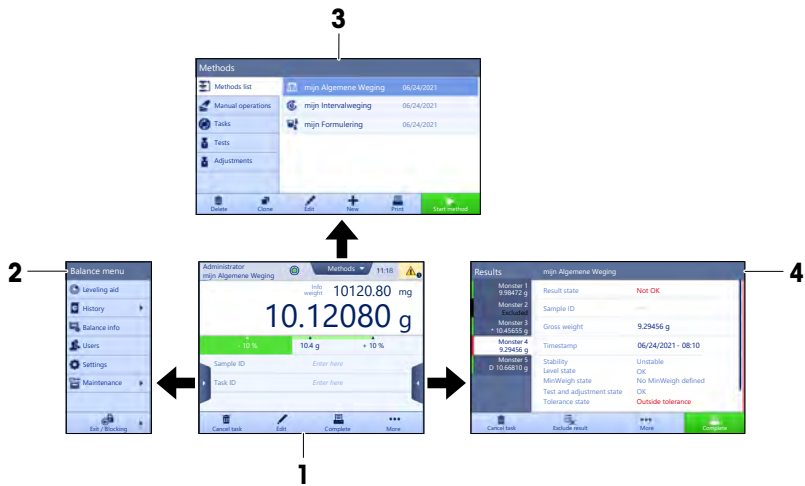 3
Methods
Methods list
Manual operations
Tasks
Tests
Adjustments
mijn Algemene Weging 06/24/2021
mijn Intervalweging 06/24/2021
mijn Formulering 06/24/2021
Delete Clone Edit New Print Start method
2
Balance menu
Leveling aid
History
Balance info
Users
Settings
Maintenance
Exit / Blocking
Administrator
mijn Algemene Weging
Methods 11:18
Info weight 10120.80 mg
10.12080 g
- 10 % 10.4 g + 10 %
Sample ID Enter here
Task ID Enter here
Cancel task Edit Complete More
1
4
Results mijn Algemene Weging
Monster 1
9.98472 g
Monster 2
Excluded
Monster 3
* 10.45655 g
Monster 4
9.29456 g
Monster 5
D 10.66810 g
Result state Not OK
Sample ID
Gross weight 9.29456 g
Timestamp 06/24/2021 - 08:10
Stability Unstable
Level state OK
MinWeigh state No MinWeigh defined
Test and adjustment state OK
Tolerance state Outside tolerance
Cancel task Exclude result More Complete